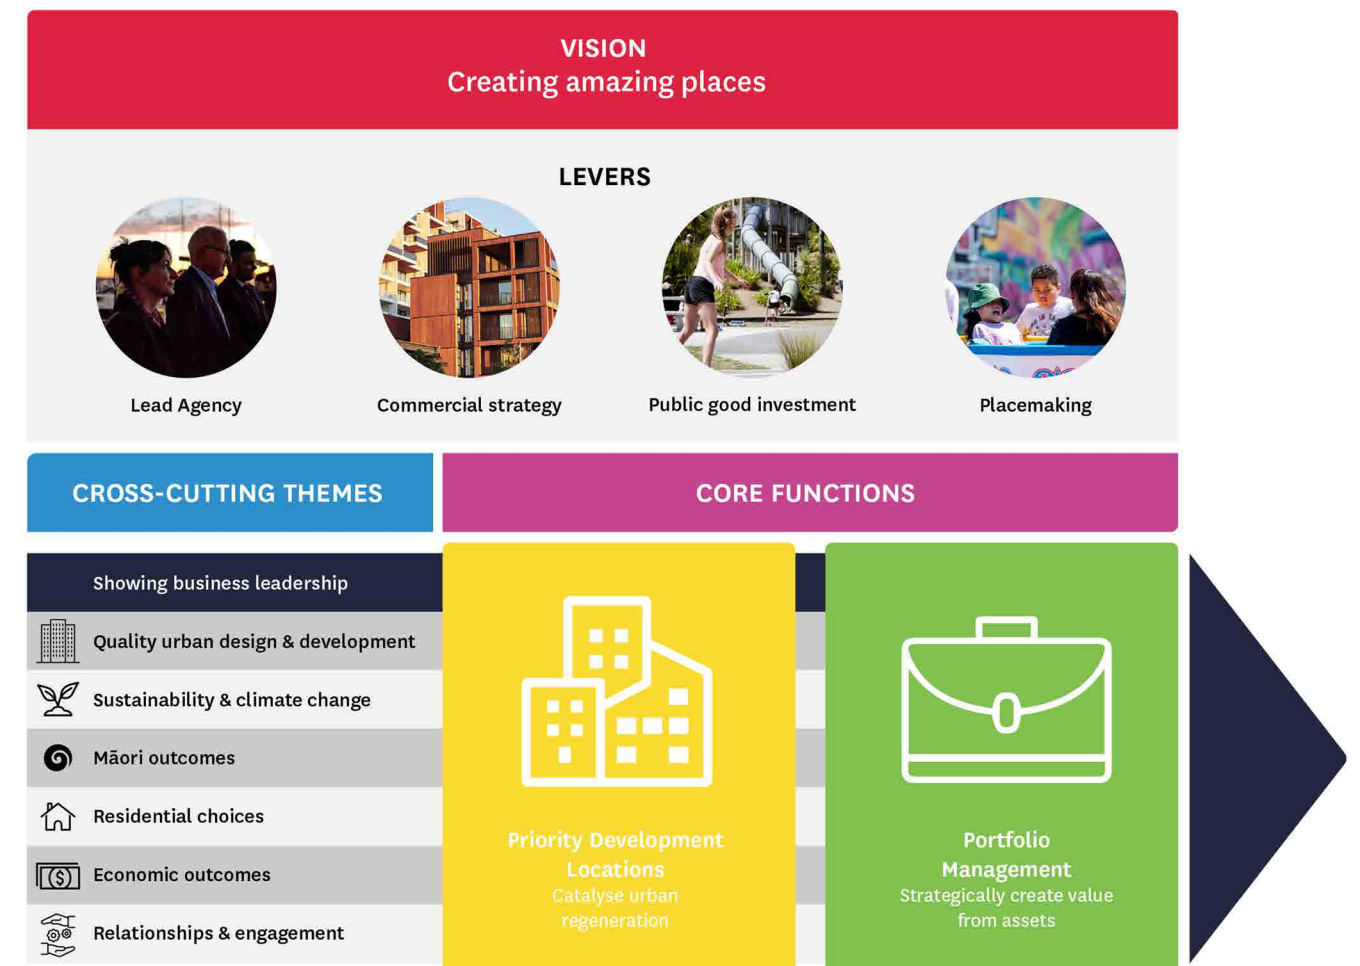 VISION
Creating amazing places
LEVERS
Lead Agency
Commercial strategy
Public good investment
Placemaking
CROSS-CUTTING THEMES
CORE FUNCTIONS
Showing business leadership
Quality urban design & development
Sustainability & climate change
Māori outcomes
Residential choices
Economic outcomes
Relationships & engagement
Priority Development
Locations
Catalyse urban
regeneration
Portfolio
Management
Strategically create value
from assets